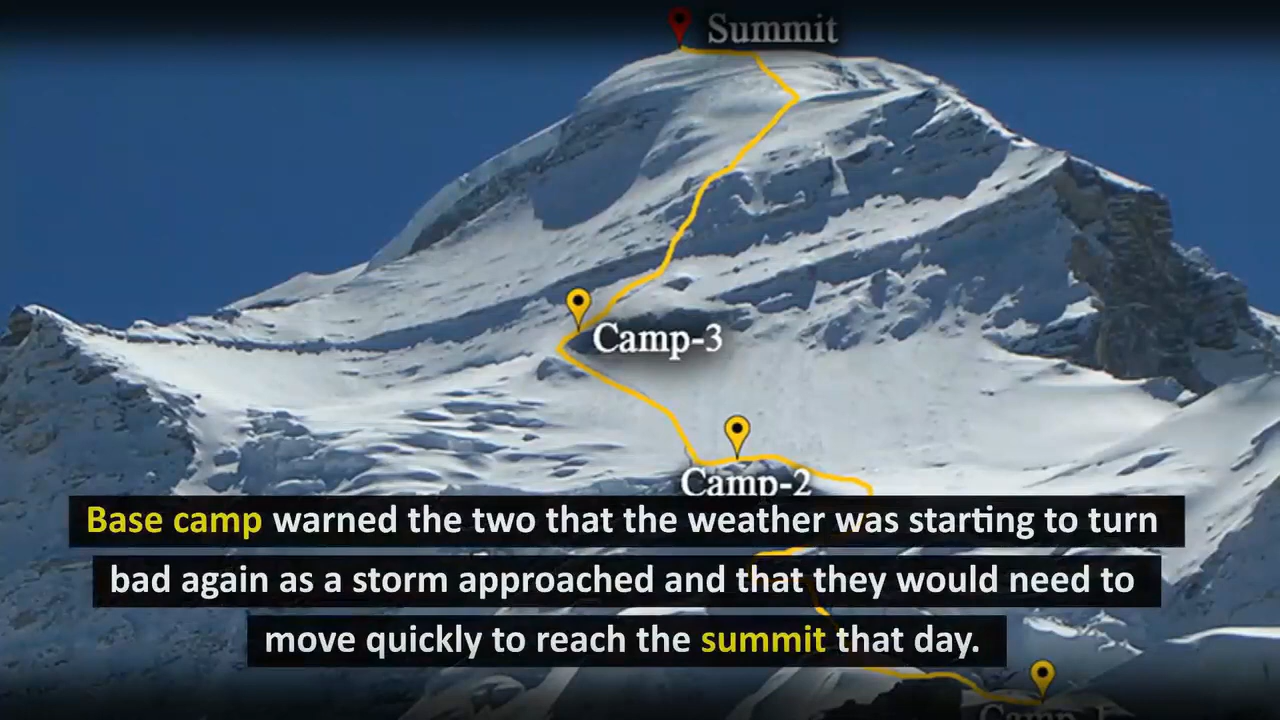 Summit
Camp-3
Camp-2
Base camp warned the two that the weather was starting to turn
bad again as a storm approached and that they would need to
move quickly to reach the summit that day.